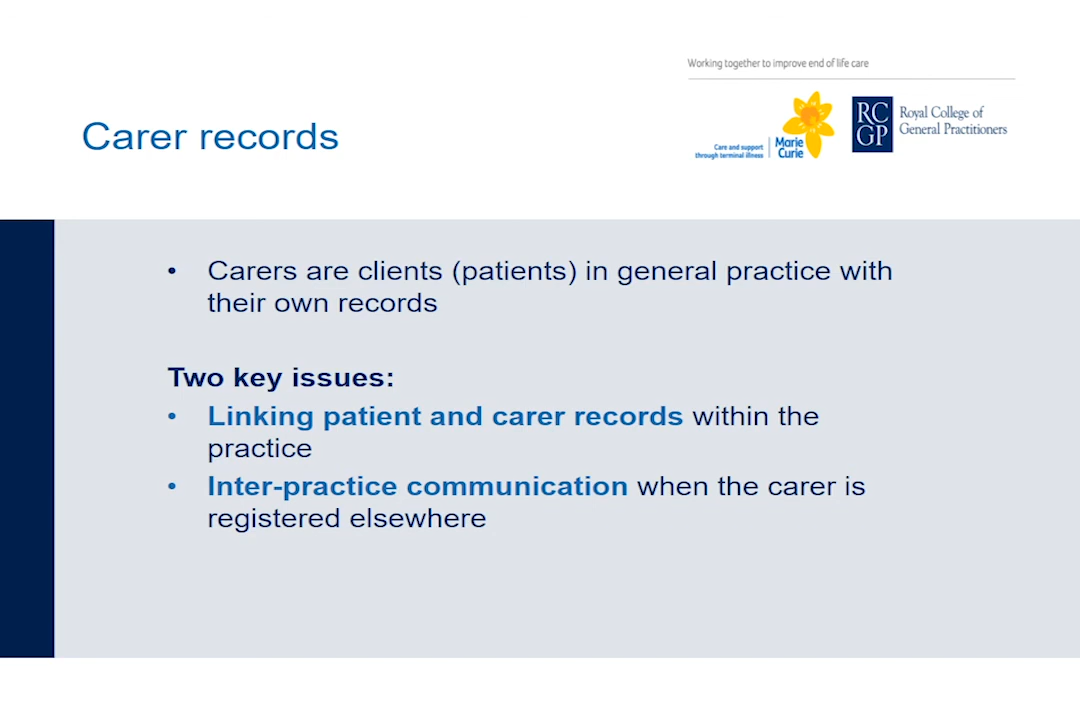 Working together to improve end of life care
Carer records
Care and support
through terminal illness
Marie
Curie
RC
GP
Royal College of
General Practitioners
• Carers are clients (patients) in general practice with
their own records
Two key issues:
• Linking patient and carer records within the
practice
• Inter-practice communication when the carer is
registered elsewhere